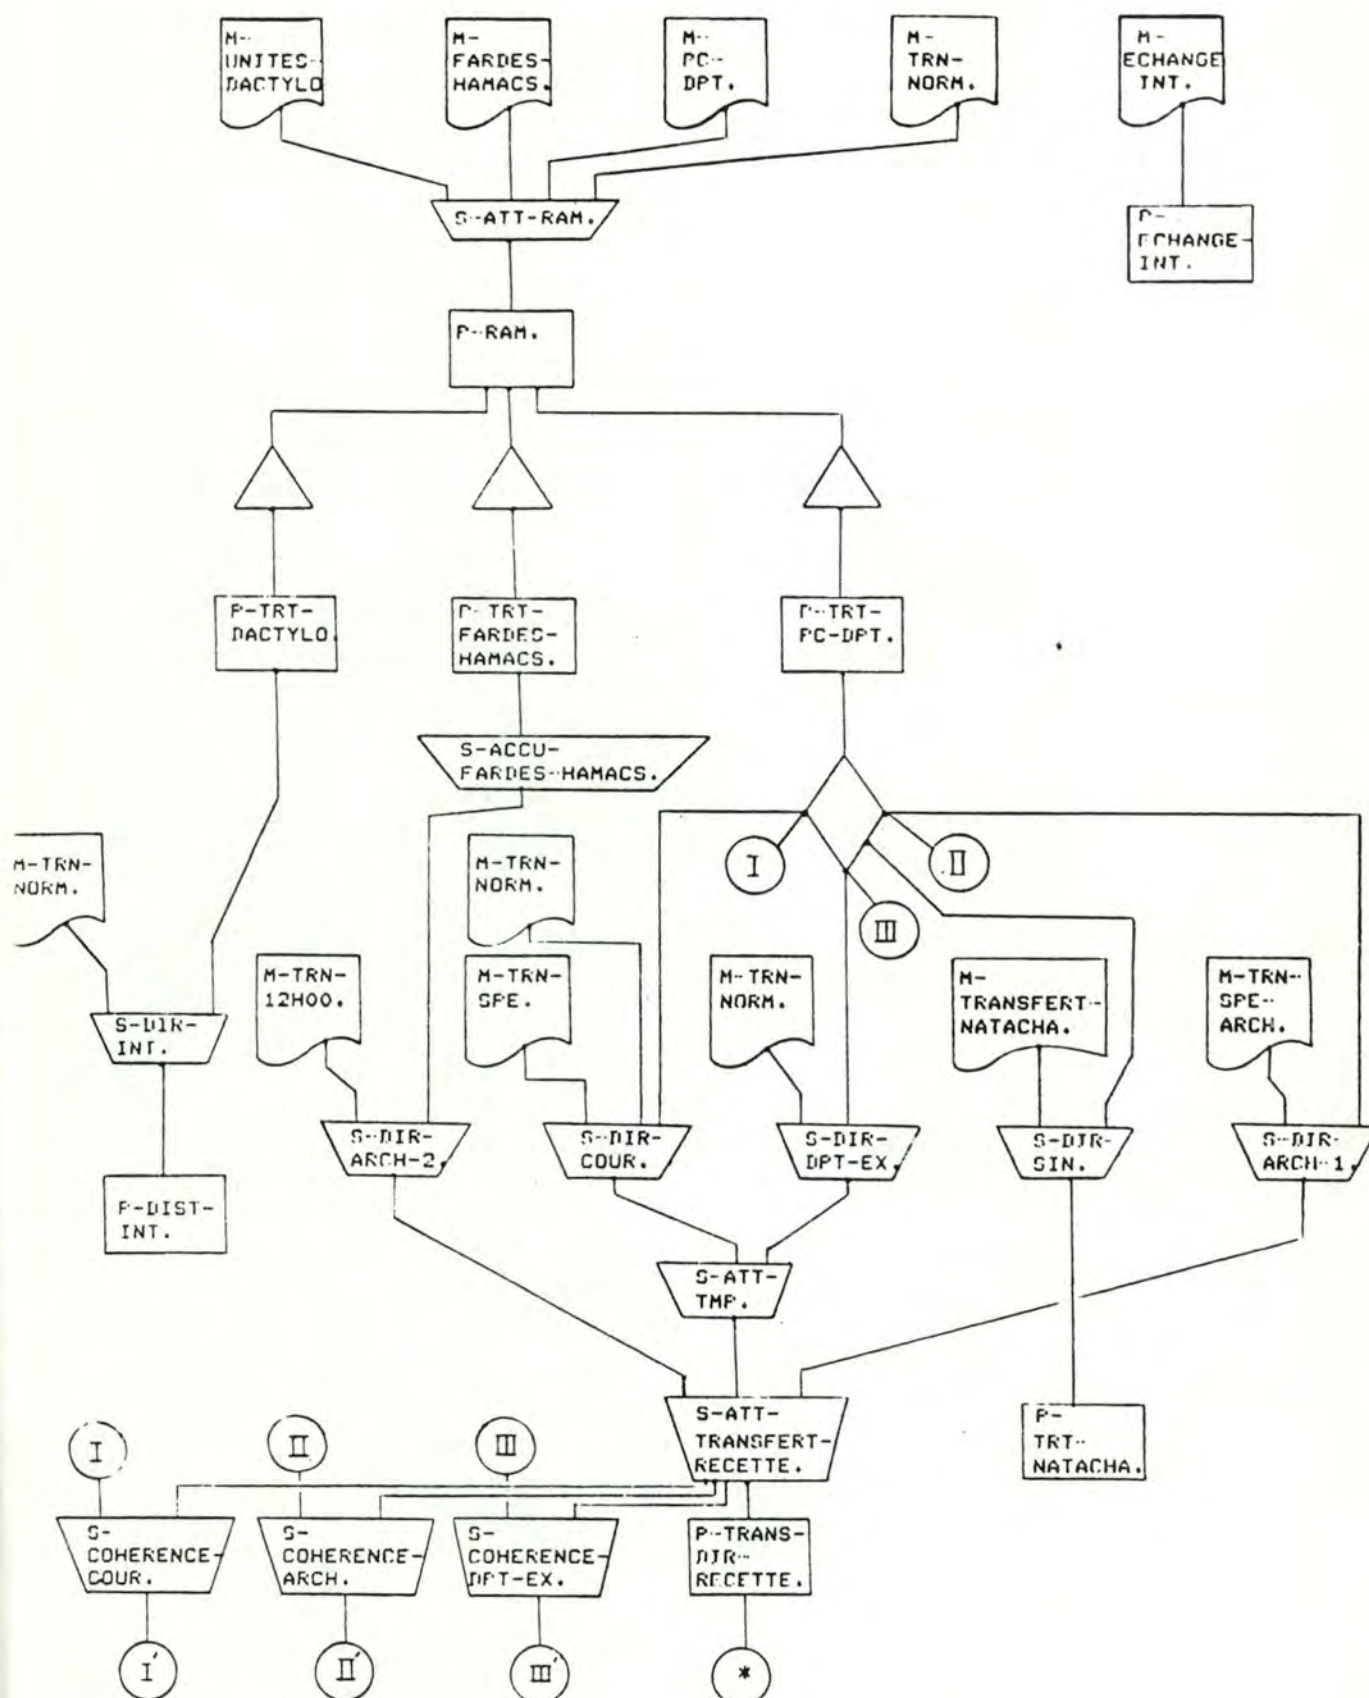 M-
UNITES-
DACTYLO
M-
FARDES-
HAMACS.
M-
PC-
DPT.
M-
TRN-
NORM.
M-
ECHANGE
INT.
S-ATT-RAM.
P-
ECHANGE-
INT.
P-RAM.
P-TRT-
DACTYLO.
P-TRT-
FARDES-
HAMACS.
P-TRT-
PC-DPT.
S-ACCU-
FARDES-HAMACS.
M-TRN-
NORM.
M-TRN-
NORM.
I
II
III
M-TRN-
12H00.
M-TRN-
SPE.
M-TRN-
NORM.
M-
TRANSFERT-
NATACHA.
M-TRN-
SPE-
ARCH.
S-DIR-
INT.
S-DIR-
ARCH-2.
S-DIR-
COUR.
S-DIR-
DPT-EX.
S-DIR-
SIN.
S-DIR-
ARCH-1.
P-DIST-
INT.
S-ATT-
TMP.
S-ATT-
TRANSFERT-
RECETTE.
P-
TRT-
NATACHA.
I
II
III
S-
COHERENCE-
COUR.
S-
COHERENCE-
ARCH.
S-
COHERENCE-
DPT-EX.
P-TRANS-
DIR-
RECETTE.
I'
II'
III'
*